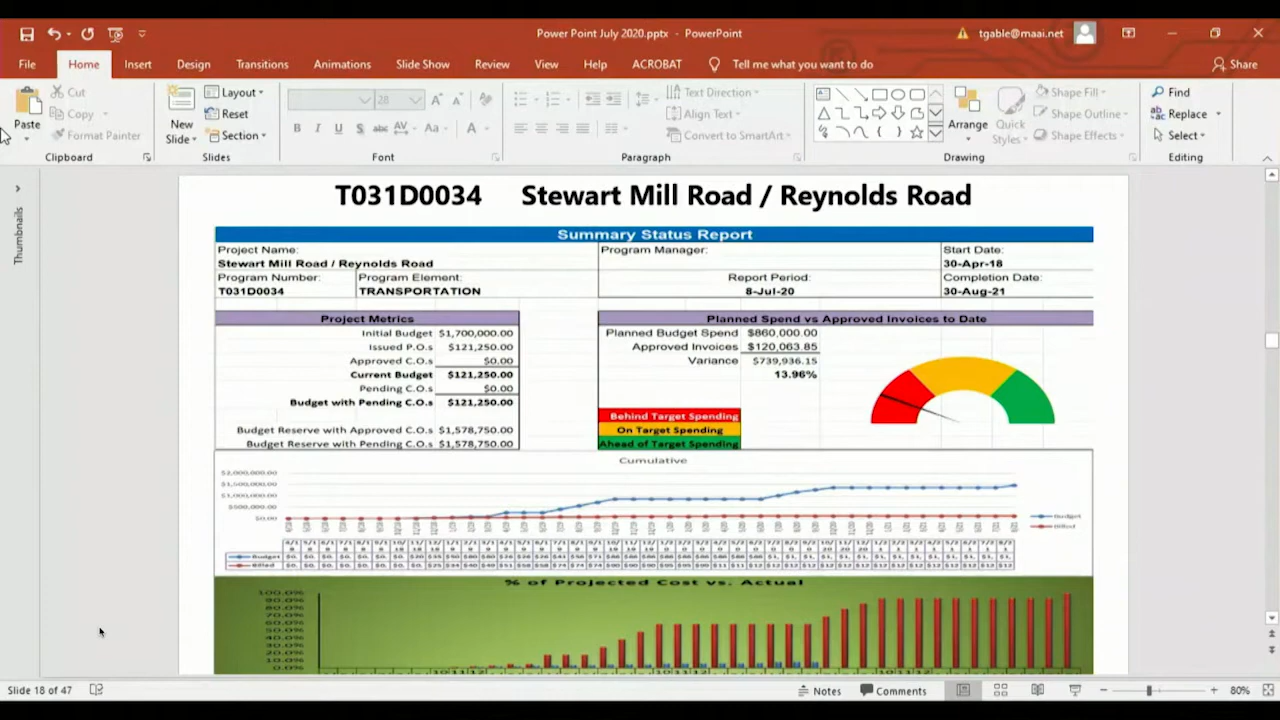 Power Point July 2020.pptx - PowerPoint
tgable@maai.net
File Home Insert Design Transitions Animations Slide Show Review View Help ACROBAT Tell me what you want to do Share
Paste
Cut
Copy
Format Painter
Clipboard
New Slide
Layout
Reset
Section
Slides
28
B I U S abc AV Aa A
Font
Text Direction
Align Text
Convert to SmartArt
Paragraph
Arrange
Quick Styles
Shape Fill
Shape Outline
Shape Effects
Drawing
Find
Replace
Select
Editing
Thumbnails
T031D0034 Stewart Mill Road / Reynolds Road
Summary Status Report
Project Name: Program Manager: Start Date:
Stewart Mill Road / Reynolds Road 30-Apr-18
Program Number: Program Element: Report Period: Completion Date:
T031D0034 TRANSPORTATION 8-Jul-20 30-Aug-21
Project Metrics
Initial Budget $1,700,000.00
Issued P.O.s $121,250.00
Approved C.O.s $0.00
Current Budget $121,250.00
Pending C.O.s $0.00
Budget with Pending C.O.s $121,250.00
Budget Reserve with Approved C.O.s $1,578,750.00
Budget Reserve with Pending C.O.s $1,578,750.00
Planned Spend vs Approved Invoices to Date
Planned Budget Spend $860,000.00
Approved Invoices $120,063.85
Variance $739,936.15
13.96%
Behind Target Spending
On Target Spending
Ahead of Target Spending
Cumulative
$2,000,000.00
$1,500,000.00
$1,000,000.00
$500,000.00
$0.00
Budget
Billed
Budget
Billed
% of Projected Cost vs. Actual
100.0%
90.0%
80.0%
70.0%
60.0%
50.0%
40.0%
30.0%
20.0%
10.0%
0.0%
Slide 18 of 47
Notes
Comments
80%